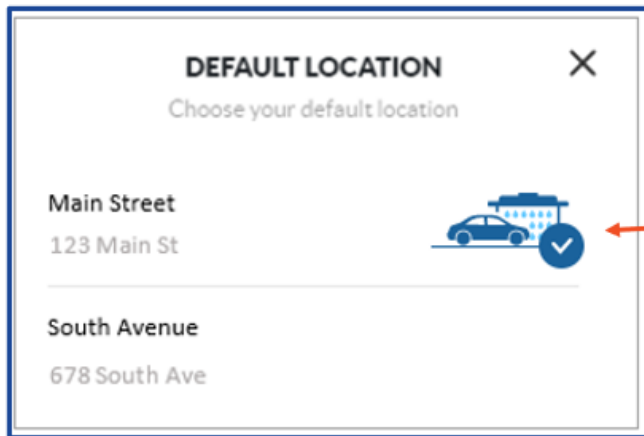 DEFAULT LOCATION
Choose your default location
Main Street
123 Main St
South Avenue
678 South Ave